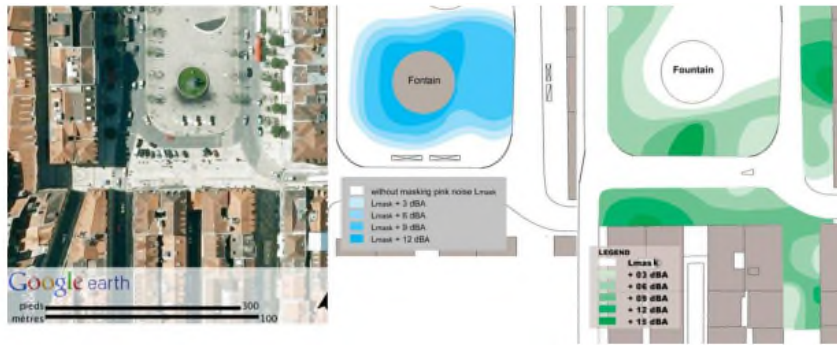 Google earth
pieds 300
mètres 100
Fontain
without masking pink noise Lmask
Lmask + 3 dBA
Lmask + 6 dBA
Lmask + 9 dBA
Lmask + 12 dBA
Fountain
LEGEND
Lmask
+ 03 dBA
+ 06 dBA
+ 09 dBA
+ 12 dBA
+ 15 dBA